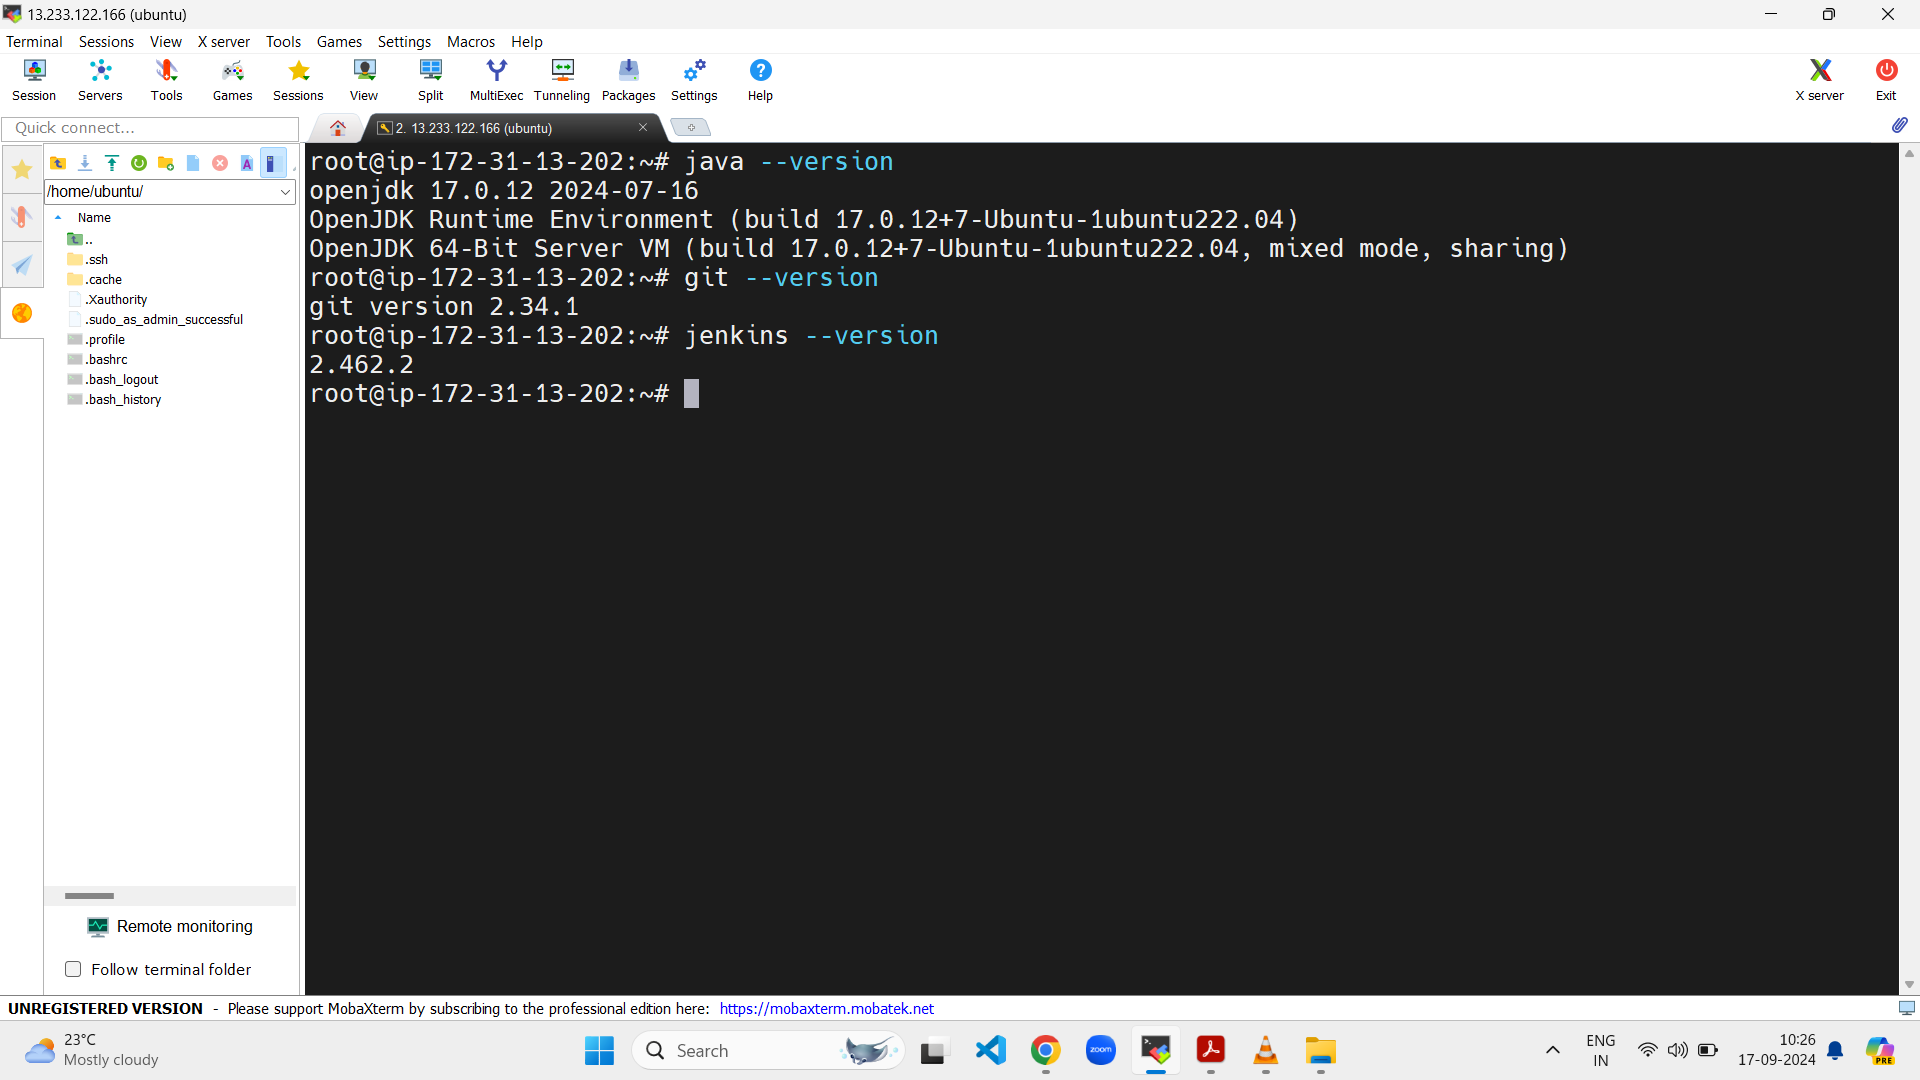 13.233.122.166 (ubuntu)
Terminal Sessions View X server Tools Games Settings Macros Help
Session Servers Tools Games Sessions View Split MultiExec Tunneling Packages Settings Help X server Exit
Quick connect...
2. 13.233.122.166 (ubuntu)
/home/ubuntu/
Name
..
.ssh
.cache
.Xauthority
.sudo_as_admin_successful
.profile
.bashrc
.bash_logout
.bash_history
Remote monitoring
Follow terminal folder
root@ip-172-31-13-202:~# java --version
openjdk 17.0.12 2024-07-16
OpenJDK Runtime Environment (build 17.0.12+7-Ubuntu-1ubuntu222.04)
OpenJDK 64-Bit Server VM (build 17.0.12+7-Ubuntu-1ubuntu222.04, mixed mode, sharing)
root@ip-172-31-13-202:~# git --version
git version 2.34.1
root@ip-172-31-13-202:~# jenkins --version
2.462.2
root@ip-172-31-13-202:~#
UNREGISTERED VERSION - Please support MobaXterm by subscribing to the professional edition here: https://mobaxterm.mobatek.net
23°C
Mostly cloudy
Search
zoom
ENG
IN
10:26
17-09-2024
PRE